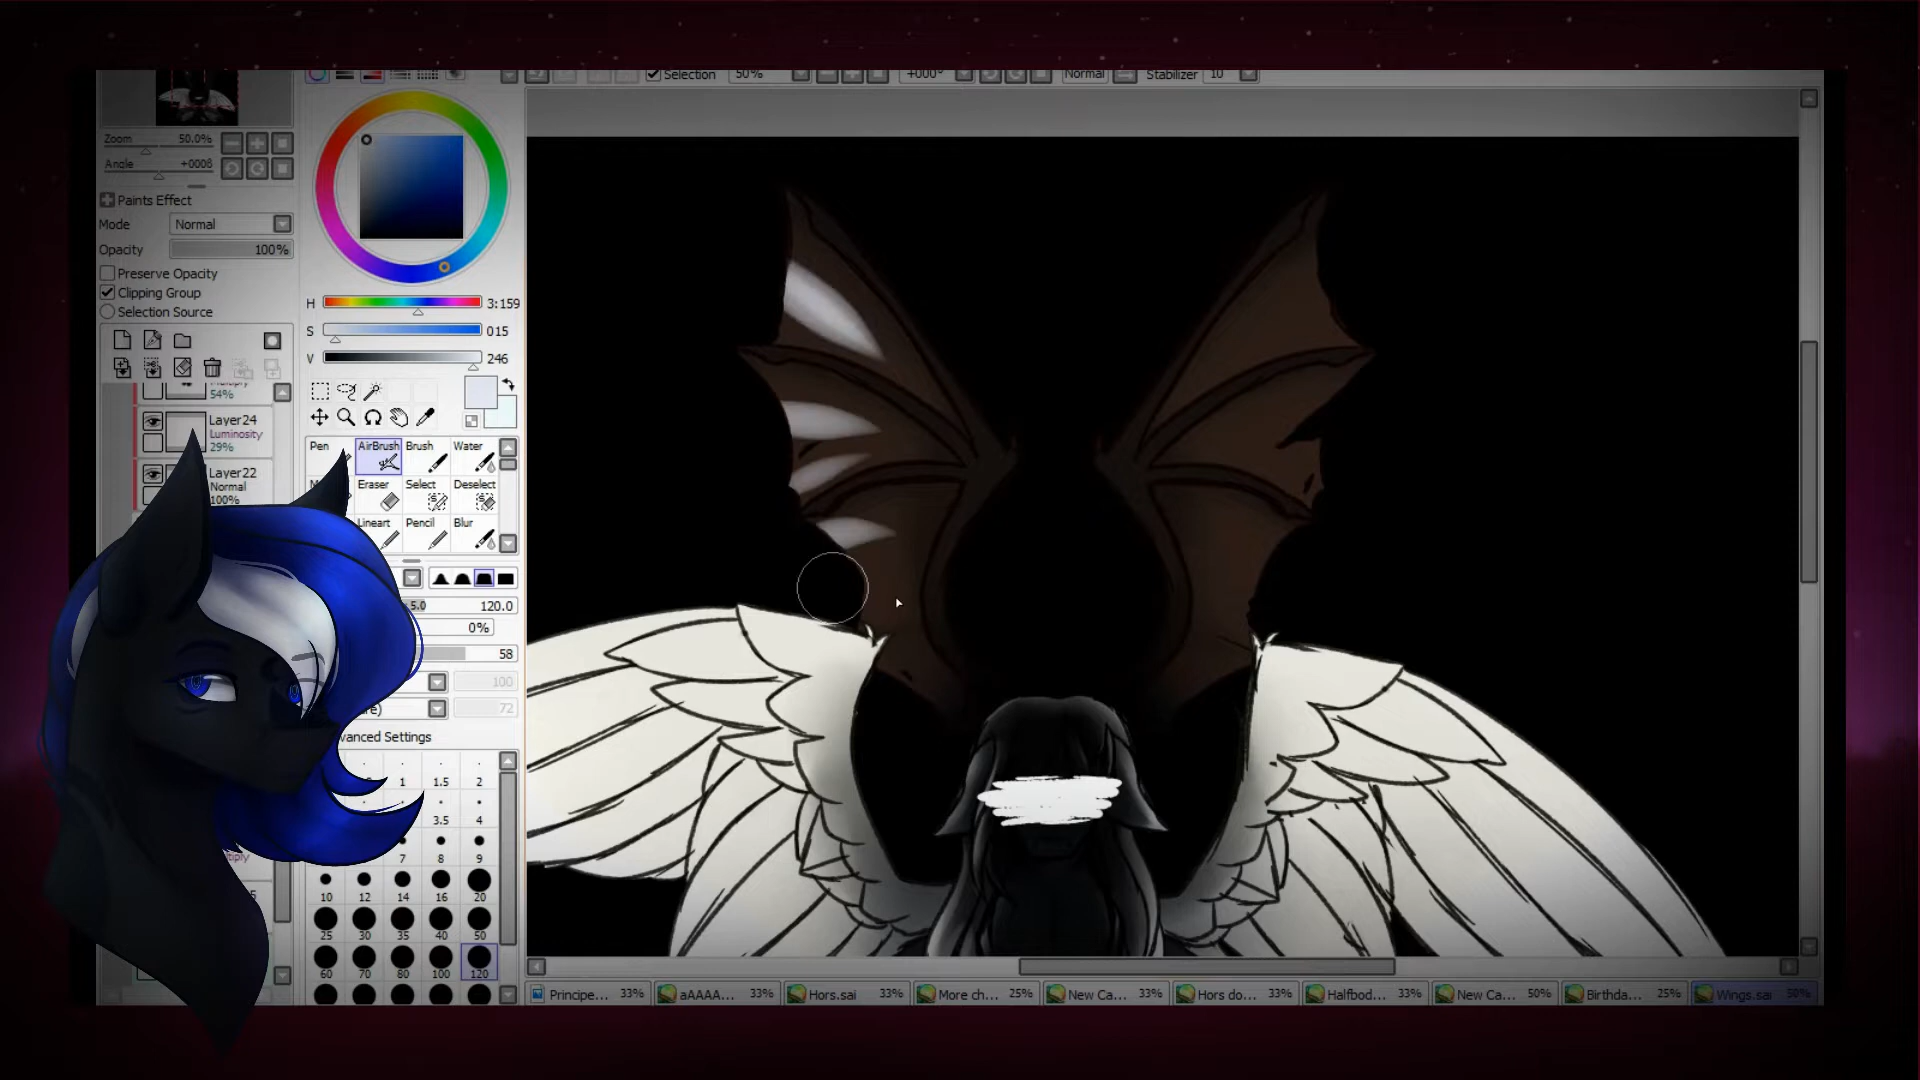 Selection 50% +000° Normal Stabilizer 10
Zoom 50.0%
Angle +0006
Paints Effect
Mode Normal
Opacity 100%
Preserve Opacity
Clipping Group
Selection Source
H 3:159
S 015
V 246
54%
Layer24
Luminosity
29%
Layer22
Normal
100%
Pen AirBrush Brush Water
Eraser Select Deselect
Lineart Pencil Blur
5.0 120.0
0%
58
100
72
vanced Settings
1 1.5 2
3.5 4
7 8 9
10 12 14 16 20
25 30 35 40 50
60 70 80 100 120
Principe... 33% aAAAA... 33% Hors.sai 33% More ch... 25% New Ca... 33% Hors do... 33% Halfbod... 33% New Ca... 50% Birthda... 25% Wings.sai 50%